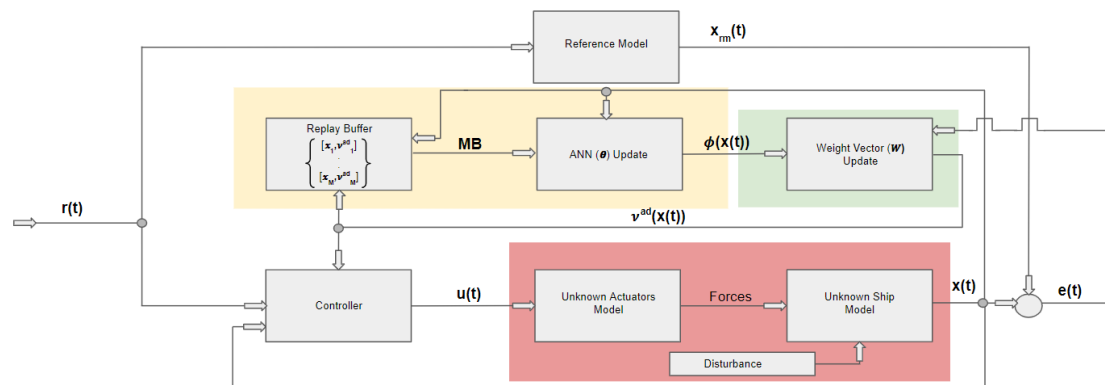 Reference Model
x_rm(t)
Replay Buffer
[x_1,ν^ad_1]
.
.
[x_M,ν^ad_M]
MB
ANN (θ) Update
ϕ(x(t))
Weight Vector (W)
Update
r(t)
ν^ad(x(t))
Controller
u(t)
Unknown Actuators
Model
Forces
Unknown Ship
Model
x(t)
e(t)
Disturbance